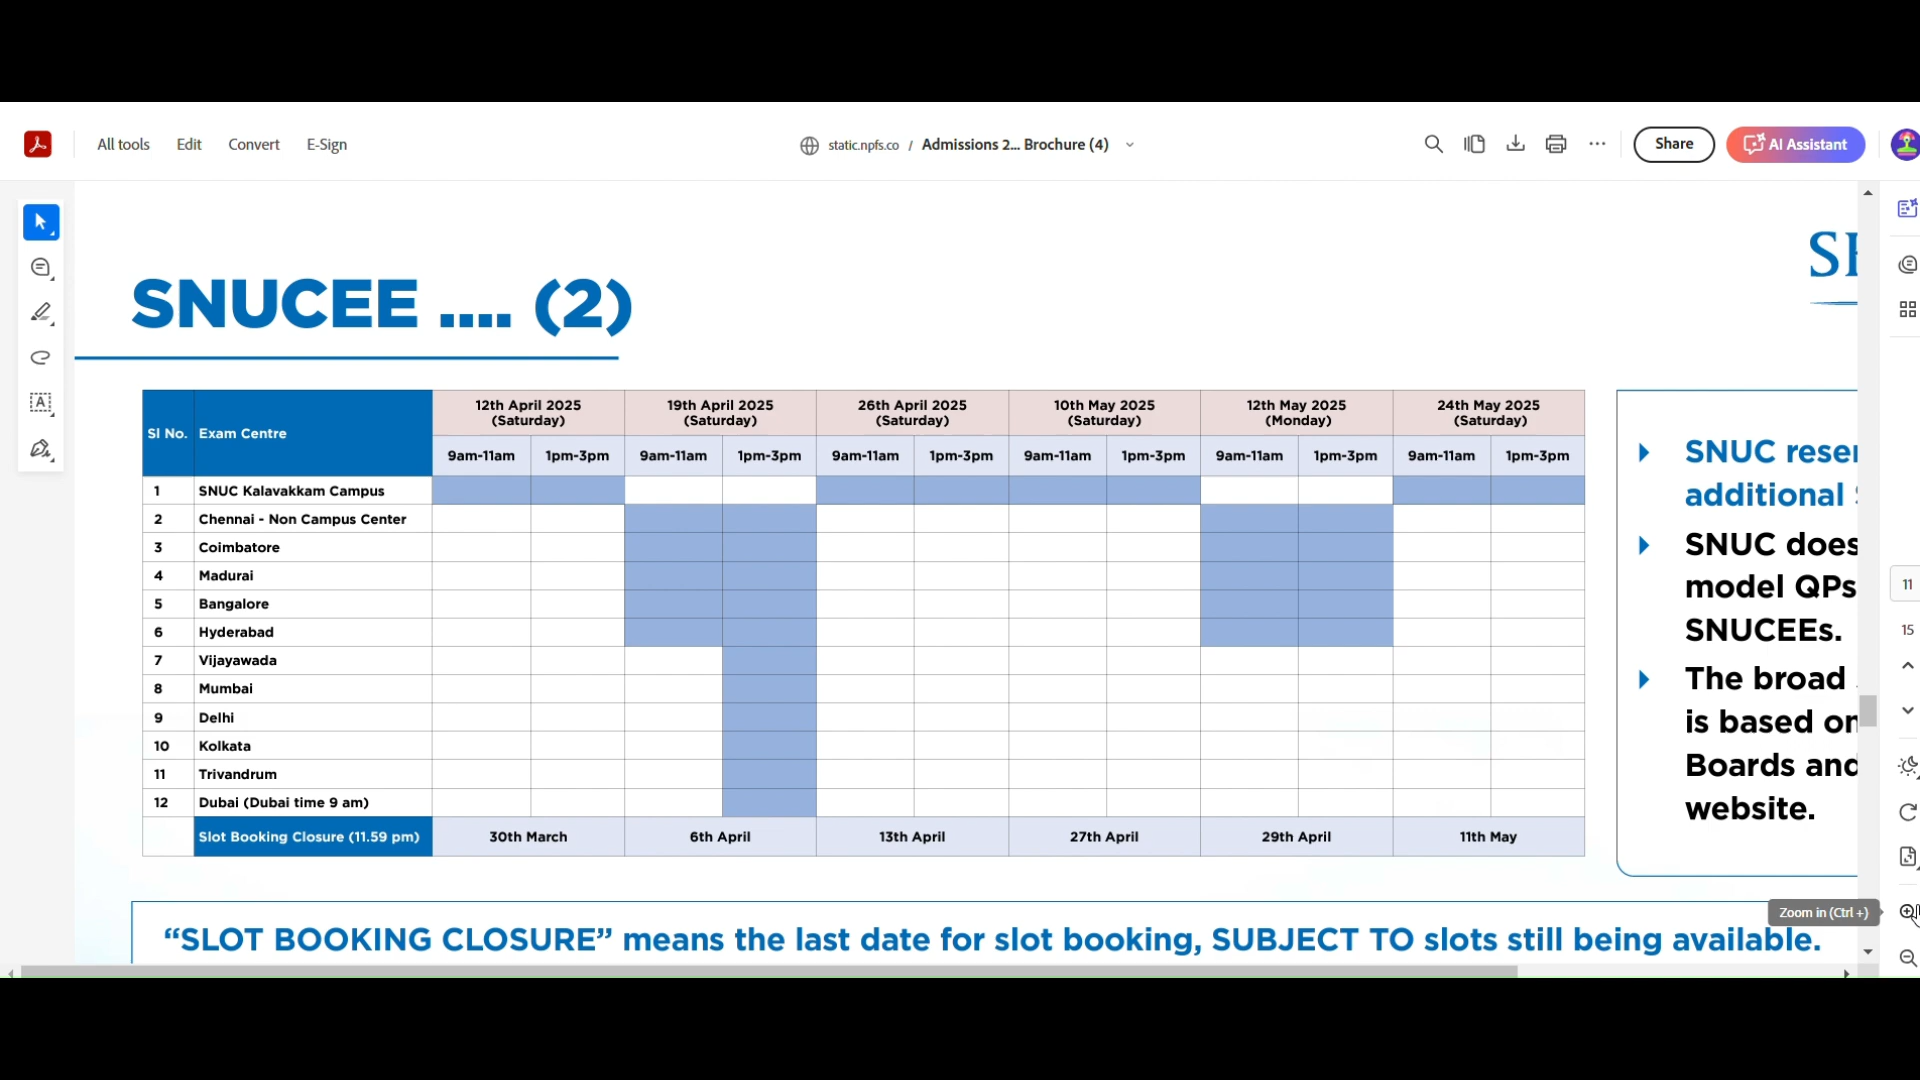 All tools Edit Convert E-Sign static.npfs.co / Admissions 2... Brochure (4) Share AI Assistant
SNUCEE .... (2)
Sl No. Exam Centre 12th April 2025 (Saturday) 19th April 2025 (Saturday) 26th April 2025 (Saturday) 10th May 2025 (Saturday) 12th May 2025 (Monday) 24th May 2025 (Saturday)
9am-11am 1pm-3pm 9am-11am 1pm-3pm 9am-11am 1pm-3pm 9am-11am 1pm-3pm 9am-11am 1pm-3pm 9am-11am 1pm-3pm
1 SNUC Kalavakkam Campus
2 Chennai - Non Campus Center
3 Coimbatore
4 Madurai
5 Bangalore
6 Hyderabad
7 Vijayawada
8 Mumbai
9 Delhi
10 Kolkata
11 Trivandrum
12 Dubai (Dubai time 9 am)
Slot Booking Closure (11.59 pm) 30th March 6th April 13th April 27th April 29th April 11th May
SNUC
additional
SNUC does
model QPs
SNUCEEs.
The broad
is based on
Boards and
website.
11
15
Zoom in (Ctrl +)
“SLOT BOOKING CLOSURE” means the last date for slot booking, SUBJECT TO slots still being available.